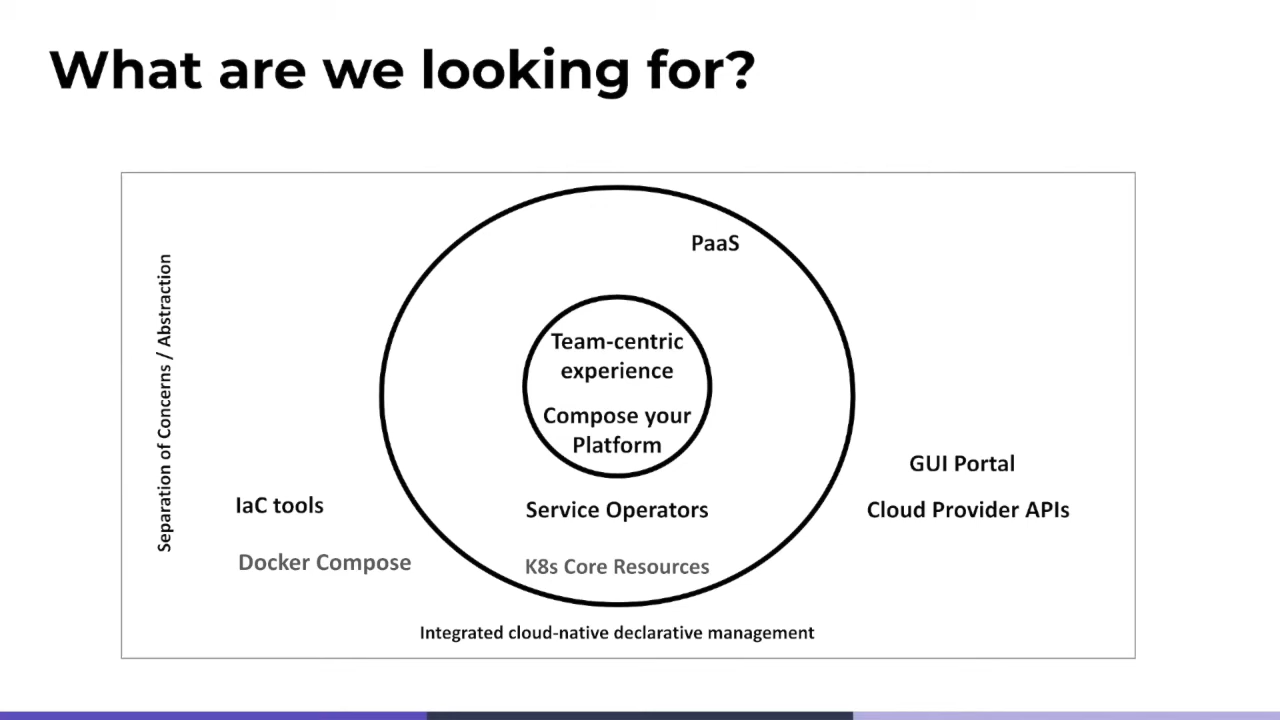 What are we looking for?
Separation of Concerns / Abstraction
PaaS
Team-centric
experience
Compose your
Platform
GUI Portal
IaC tools
Service Operators
Cloud Provider APIs
Docker Compose
K8s Core Resources
Integrated cloud-native declarative management